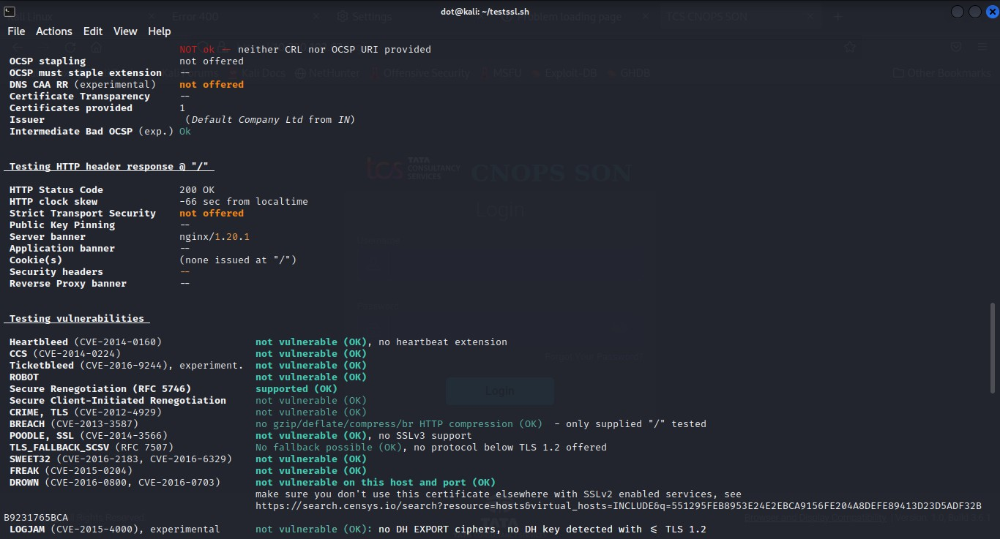 dot@kali: ~/testssl.sh
Kali Linux
Error 400
Settings
Problem loading page
TCS CNOPS SON
File Actions Edit View Help
NOT ok -- neither CRL nor OCSP URI provided
OCSP stapling not offered
OCSP must staple extension --
Kali Forums Kali Docs NetHunter Offensive Security MSFU Exploit-DB GHDB Other Bookmarks
DNS CAA RR (experimental) not offered
Certificate Transparency --
Certificates provided 1
Issuer (Default Company Ltd from IN)
Intermediate Bad OCSP (exp.) Ok
Testing HTTP header response @ "/"
tcs TATA CONSULTANCY SERVICES CNOPS SON
HTTP Status Code 200 OK
HTTP clock skew -66 sec from localtime
Login
Strict Transport Security not offered
Public Key Pinning --
Server banner nginx/1.20.1
Application banner --
Cookie(s) (none issued at "/")
Security headers --
Reverse Proxy banner --
Testing vulnerabilities
Heartbleed (CVE-2014-0160) not vulnerable (OK), no heartbeat extension
CCS (CVE-2014-0224) not vulnerable (OK)
Forgot your Password?
Ticketbleed (CVE-2016-9244), experiment. not vulnerable (OK)
ROBOT not vulnerable (OK)
Secure Renegotiation (RFC 5746) supported (OK)
Login
Secure Client-Initiated Renegotiation not vulnerable (OK)
CRIME, TLS (CVE-2012-4929) not vulnerable (OK)
BREACH (CVE-2013-3587) no gzip/deflate/compress/br HTTP compression (OK) - only supplied "/" tested
POODLE, SSL (CVE-2014-3566) not vulnerable (OK), no SSLv3 support
TLS_FALLBACK_SCSV (RFC 7507) No fallback possible (OK), no protocol below TLS 1.2 offered
SWEET32 (CVE-2016-2183, CVE-2016-6329) not vulnerable (OK)
FREAK (CVE-2015-0204) not vulnerable (OK)
DROWN (CVE-2016-0800, CVE-2016-0703) not vulnerable on this host and port (OK)
make sure you don't use this certificate elsewhere with SSLv2 enabled services, see
https://search.censys.io/search?resource=hosts&virtual_hosts=INCLUDE&q=551295FEB8953E24E2EBCA9156FE204A8DEFE89413D23D5ADF32B
B9231765BCA
Rights Reserved
TATA
Browser and Display Compatibility
LOGJAM (CVE-2015-4000), experimental not vulnerable (OK): no DH EXPORT ciphers, no DH key detected with <= TLS 1.2